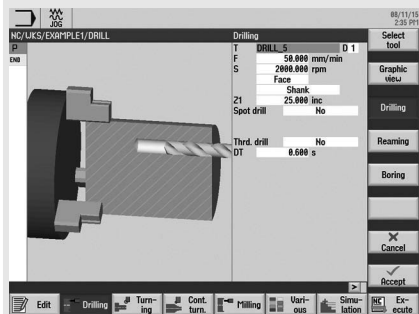 JOG
08/11/15
2:35 PM
NC/WKS/EXAMPLE1/DRILL
Drilling
Select tool
P
T DRILL_5 D 1
END
F 50.000 mm/min
S 2000.000 rpm
Face
Graphic view
Shank
Z1 25.000 inc
Spot drill No
Drilling
Thrd. drill No
DT 0.600 s
Reaming
Boring
Cancel
Accept
Edit
Drilling
Turn-ing
Cont. turn.
Milling
Vari-ous
Simu-lation
NC Ex-ecute